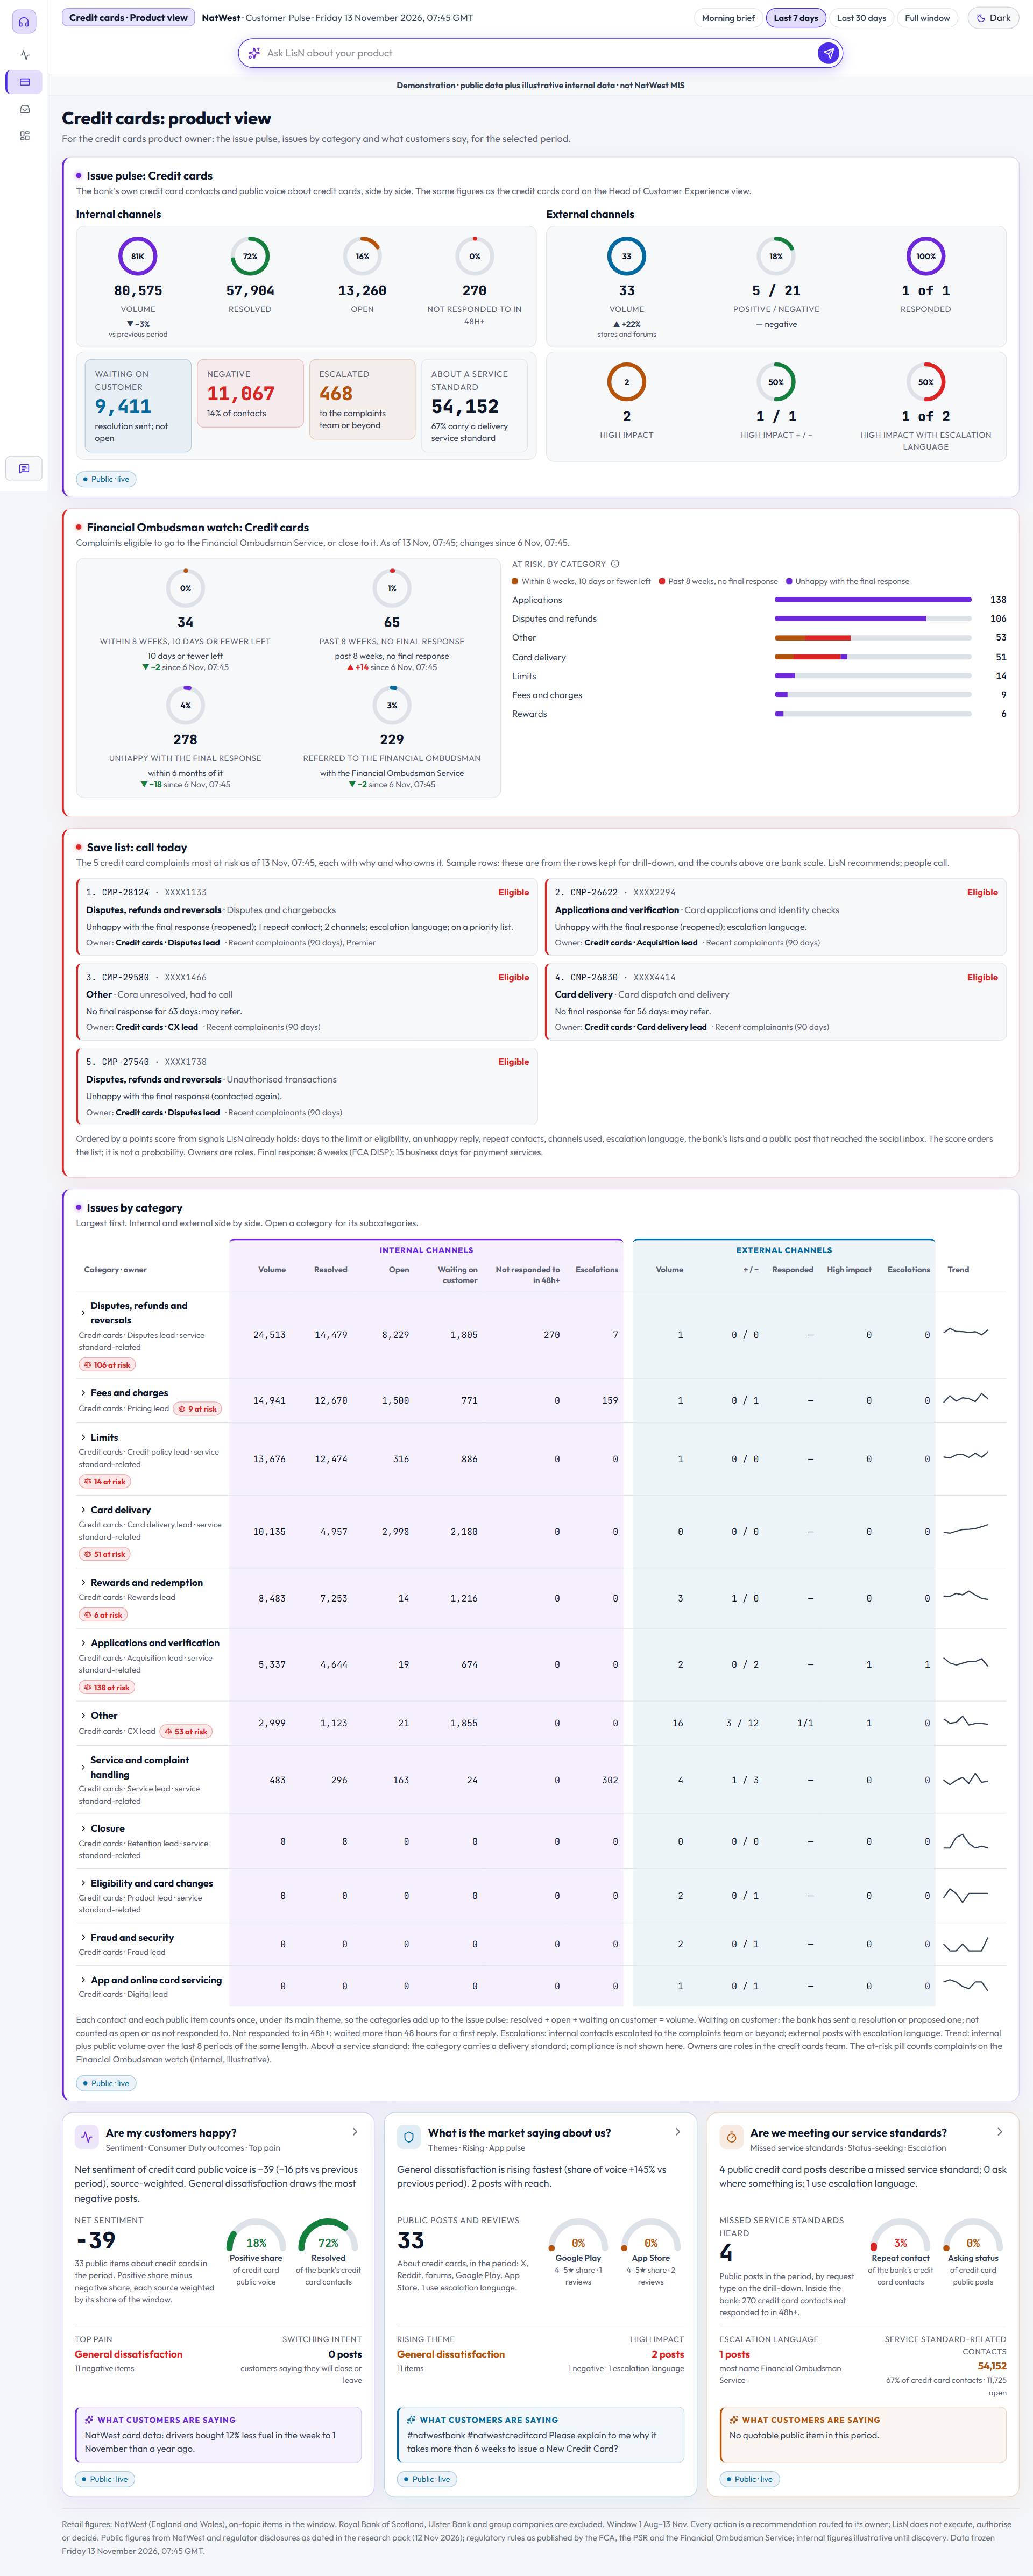 Credit cards · Product view
NatWest · Customer Pulse · Friday 13 November 2026, 07:45 GMT
Morning brief
Last 7 days
Last 30 days
Full window
Dark
Ask LisN about your product
Demonstration · public data plus illustrative internal data · not NatWest MIS
Credit cards: product view
For the credit cards product owner: the issue pulse, issues by category and what customers say, for the selected period.
Issue pulse: Credit cards
The bank's own credit card contacts and public voice about credit cards, side by side. The same figures as the credit cards card on the Head of Customer Experience view.
Internal channels
81K
80,575
VOLUME
▼ −3%
vs previous period
72%
57,904
RESOLVED
16%
13,260
OPEN
0%
270
NOT RESPONDED TO IN
48H+
WAITING ON
CUSTOMER
9,411
resolution sent; not
open
NEGATIVE
11,067
14% of contacts
ESCALATED
468
to the complaints
team or beyond
ABOUT A SERVICE
STANDARD
54,152
67% carry a delivery
service standard
External channels
33
33
VOLUME
▲ +22%
stores and forums
18%
5 / 21
POSITIVE / NEGATIVE
— negative
100%
1 of 1
RESPONDED
2
2
HIGH IMPACT
50%
1 / 1
HIGH IMPACT + / −
50%
1 of 2
HIGH IMPACT WITH ESCALATION
LANGUAGE
Public · live
Financial Ombudsman watch: Credit cards
Complaints eligible to go to the Financial Ombudsman Service, or close to it. As of 13 Nov, 07:45; changes since 6 Nov, 07:45.
0%
34
WITHIN 8 WEEKS, 10 DAYS OR FEWER LEFT
10 days or fewer left
▼ −2 since 6 Nov, 07:45
1%
65
PAST 8 WEEKS, NO FINAL RESPONSE
past 8 weeks, no final response
▲ +14 since 6 Nov, 07:45
4%
278
UNHAPPY WITH THE FINAL RESPONSE
within 6 months of it
▼ −18 since 6 Nov, 07:45
3%
229
REFERRED TO THE FINANCIAL OMBUDSMAN
with the Financial Ombudsman Service
▼ −2 since 6 Nov, 07:45
AT RISK, BY CATEGORY
Within 8 weeks, 10 days or fewer left
Past 8 weeks, no final response
Unhappy with the final response
Applications 138
Disputes and refunds 106
Other 53
Card delivery 51
Limits 14
Fees and charges 9
Rewards 6
Save list: call today
The 5 credit card complaints most at risk as of 13 Nov, 07:45, each with why and who owns it. Sample rows: these are from the rows kept for drill-down, and the counts above are bank scale. LisN recommends; people call.
1. CMP-28124 · XXXX1133 Eligible
Disputes, refunds and reversals · Disputes and chargebacks
Unhappy with the final response (reopened); 1 repeat contact; 2 channels; escalation language; on a priority list.
Owner: Credit cards · Disputes lead · Recent complainants (90 days), Premier
2. CMP-26622 · XXXX2294 Eligible
Applications and verification · Card applications and identity checks
Unhappy with the final response (reopened); escalation language.
Owner: Credit cards · Acquisition lead · Recent complainants (90 days)
3. CMP-29580 · XXXX1466 Eligible
Other · Cora unresolved, had to call
No final response for 63 days: may refer.
Owner: Credit cards · CX lead · Recent complainants (90 days)
4. CMP-26830 · XXXX4414 Eligible
Card delivery · Card dispatch and delivery
No final response for 56 days: may refer.
Owner: Credit cards · Card delivery lead · Recent complainants (90 days)
5. CMP-27540 · XXXX1738 Eligible
Disputes, refunds and reversals · Unauthorised transactions
Unhappy with the final response (contacted again).
Owner: Credit cards · Disputes lead · Recent complainants (90 days)
Ordered by a points score from signals LisN already holds: days to the limit or eligibility, an unhappy reply, repeat contacts, channels used, escalation language, the bank's lists and a public post that reached the social inbox. The score orders
the list; it is not a probability. Owners are roles. Final response: 8 weeks (FCA DISP); 15 business days for payment services.
Issues by category
Largest first. Internal and external side by side. Open a category for its subcategories.
INTERNAL CHANNELS
EXTERNAL CHANNELS
Category · owner Volume Resolved Open Waiting on customer Not responded to in 48h+ Escalations Volume + / − Responded High impact Escalations Trend
Disputes, refunds and
reversals
Credit cards · Disputes lead · service
standard-related
106 at risk
24,513 14,479 8,229 1,805 270 7 1 0 / 0 — 0 0
Fees and charges
Credit cards · Pricing lead 9 at risk
14,941 12,670 1,500 771 0 159 1 0 / 1 — 0 0
Limits
Credit cards · Credit policy lead · service
standard-related
14 at risk
13,676 12,474 316 886 0 0 1 0 / 0 — 0 0
Card delivery
Credit cards · Card delivery lead · service
standard-related
51 at risk
10,135 4,957 2,998 2,180 0 0 0 0 / 0 — 0 0
Rewards and redemption
Credit cards · Rewards lead
6 at risk
8,483 7,253 14 1,216 0 0 3 1 / 0 — 0 0
Applications and verification
Credit cards · Acquisition lead · service
standard-related
138 at risk
5,337 4,644 19 674 0 0 2 0 / 2 — 1 1
Other
Credit cards · CX lead 53 at risk
2,999 1,123 21 1,855 0 0 16 3 / 12 1/1 1 0
Service and complaint
handling
Credit cards · Service lead · service
standard-related
483 296 163 24 0 302 4 1 / 3 — 0 0
Closure
Credit cards · Retention lead · service
standard-related
8 8 0 0 0 0 0 0 / 0 — 0 0
Eligibility and card changes
Credit cards · Product lead · service
standard-related
0 0 0 0 0 0 2 0 / 1 — 0 0
Fraud and security
Credit cards · Fraud lead
0 0 0 0 0 0 2 0 / 1 — 0 0
App and online card servicing
Credit cards · Digital lead
0 0 0 0 0 0 1 0 / 1 — 0 0
Each contact and each public item counts once, under its main theme, so the categories add up to the issue pulse: resolved + open + waiting on customer = volume. Waiting on customer: the bank has sent a resolution or proposed one; not
counted as open or as not responded to. Not responded to in 48h+: waited more than 48 hours for a first reply. Escalations: internal contacts escalated to the complaints team or beyond; external posts with escalation language. Trend: internal
plus public volume over the last 8 periods of the same length. About a service standard: the category carries a delivery standard; compliance is not shown here. Owners are roles in the credit cards team. The at-risk pill counts complaints on the
Financial Ombudsman watch (internal, illustrative).
Public · live
Are my customers happy?
Sentiment · Consumer Duty outcomes · Top pain
Net sentiment of credit card public voice is −39 (−16 pts vs previous
period), source-weighted. General dissatisfaction draws the most
negative posts.
NET SENTIMENT
-39
33 public items about credit cards in
the period. Positive share minus
negative share, each source weighted
by its share of the window.
18%
Positive share
of credit card
public voice
72%
Resolved
of the bank's credit
card contacts
TOP PAIN
General dissatisfaction
11 negative items
SWITCHING INTENT
0 posts
customers saying they will close or
leave
WHAT CUSTOMERS ARE SAYING
NatWest card data: drivers bought 12% less fuel in the week to 1
November than a year ago.
Public · live
What is the market saying about us?
Themes · Rising · App pulse
General dissatisfaction is rising fastest (share of voice +145% vs
previous period). 2 posts with reach.
PUBLIC POSTS AND REVIEWS
33
About credit cards, in the period: X,
Reddit, forums, Google Play, App
Store. 1 use escalation language.
0%
Google Play
4–5★ share · 1
reviews
0%
App Store
4–5★ share · 2
reviews
RISING THEME
General dissatisfaction
11 items
HIGH IMPACT
2 posts
1 negative · 1 escalation language
WHAT CUSTOMERS ARE SAYING
#natwestbank #natwestcreditcard Please explain to me why it
takes more than 6 weeks to issue a New Credit Card?
Public · live
Are we meeting our service standards?
Missed service standards · Status-seeking · Escalation
4 public credit card posts describe a missed service standard; 0 ask
where something is; 1 use escalation language.
MISSED SERVICE STANDARDS
HEARD
4
Public posts in the period, by request
type on the drill-down. Inside the
bank: 270 credit card contacts not
responded to in 48h+.
3%
Repeat contact
of the bank's credit
card contacts
0%
Asking status
of credit card
public posts
ESCALATION LANGUAGE
1 posts
most name Financial Ombudsman
Service
SERVICE STANDARD-RELATED
CONTACTS
54,152
67% of credit card contacts · 11,725
open
WHAT CUSTOMERS ARE SAYING
No quotable public item in this period.
Public · live
Retail figures: NatWest (England and Wales), on-topic items in the window. Royal Bank of Scotland, Ulster Bank and group companies are excluded. Window 1 Aug–13 Nov. Every action is a recommendation routed to its owner; LisN does not execute, authorise
or decide. Public figures from NatWest and regulator disclosures as dated in the research pack (12 Nov 2026); regulatory rules as published by the FCA, the PSR and the Financial Ombudsman Service; internal figures illustrative until discovery. Data frozen
Friday 13 November 2026, 07:45 GMT.